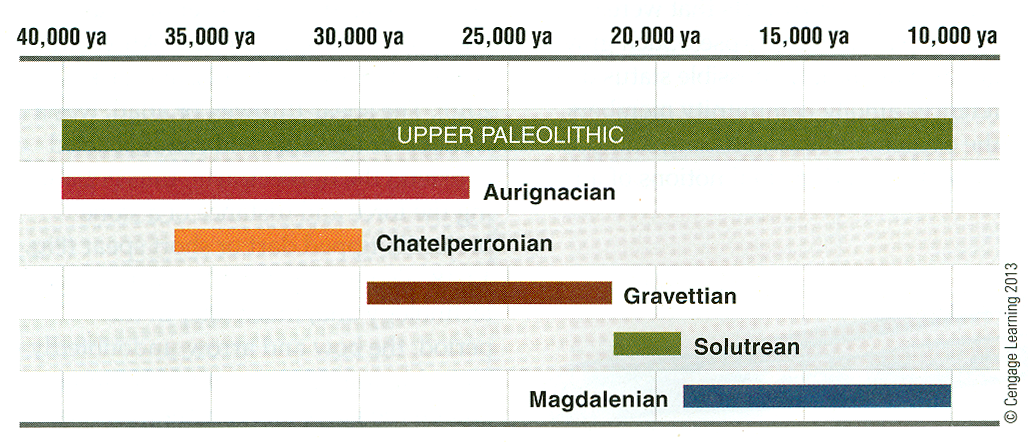 40,000 ya 35,000 ya 30,000 ya 25,000 ya 20,000 ya 15,000 ya 10,000 ya
UPPER PALEOLITHIC
Aurignacian
Chatelperronian
Gravettian
Solutrean
Magdalenian
© Cengage Learning 2013